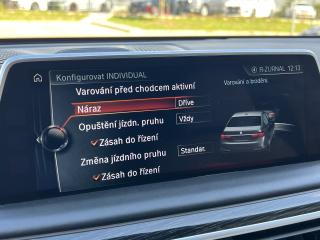 Konfigurovat INDIVIDUAL
R-ZURNAL 12:13
Varování před chodcem aktivní
Varování a brzdění.
Náraz Dříve
Opuštění jízdn. pruhu Vždy
Zásah do řízení
Změna jízdního pruhu Standar.
Zásah do řízení